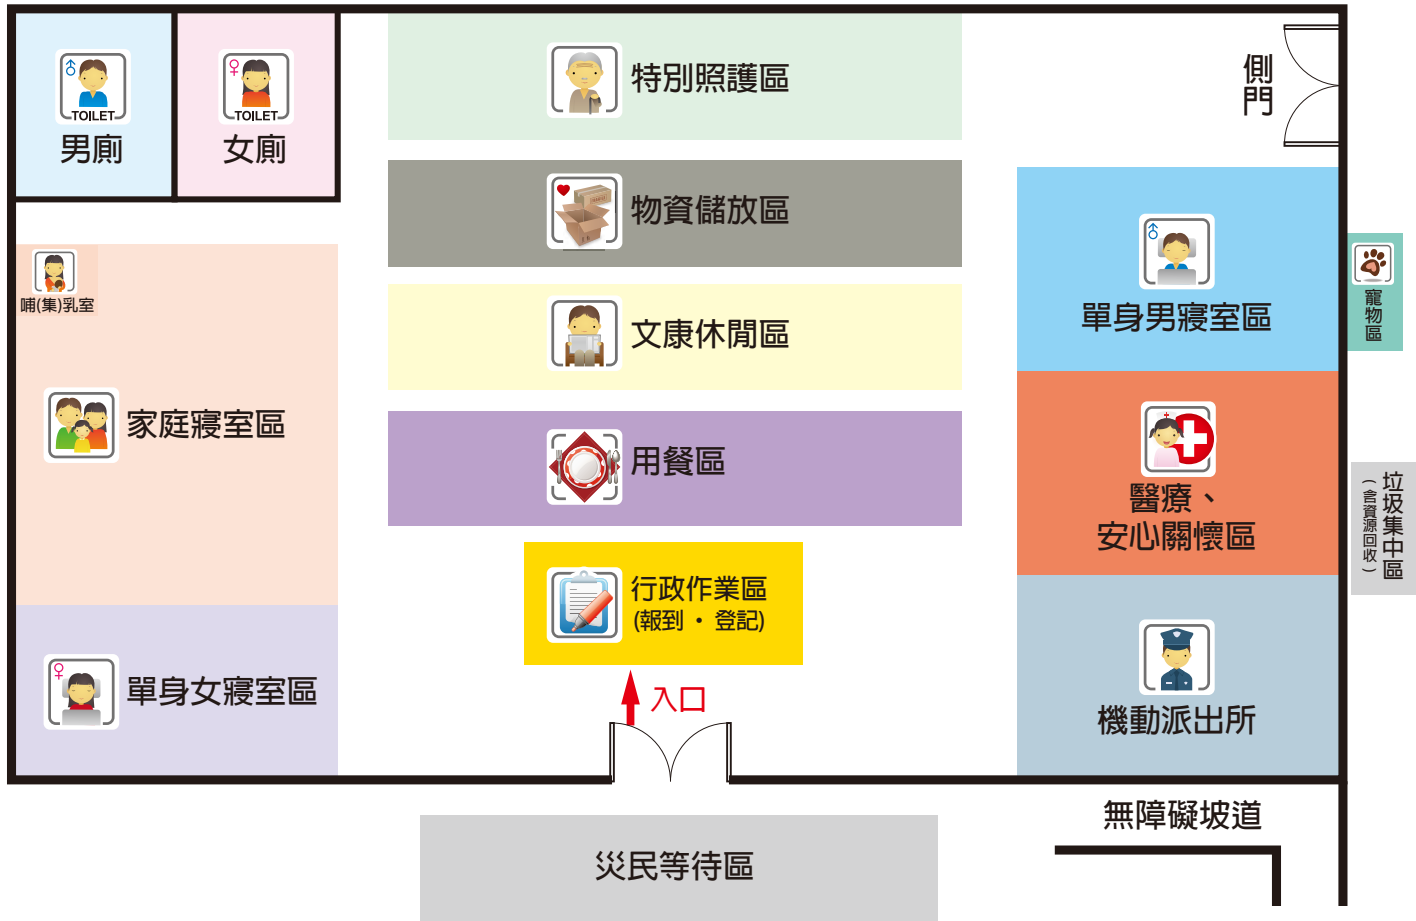 TOILET
男廁
TOILET
女廁
特別照護區
側門
物資儲放區
哺(集)乳室
文康休閒區
單身男寢室區
寵物區
家庭寢室區
用餐區
醫療、
安心關懷區
垃圾集中區
(含資源回收)
行政作業區
(報到・登記)
單身女寢室區
入口
機動派出所
無障礙坡道
災民等待區